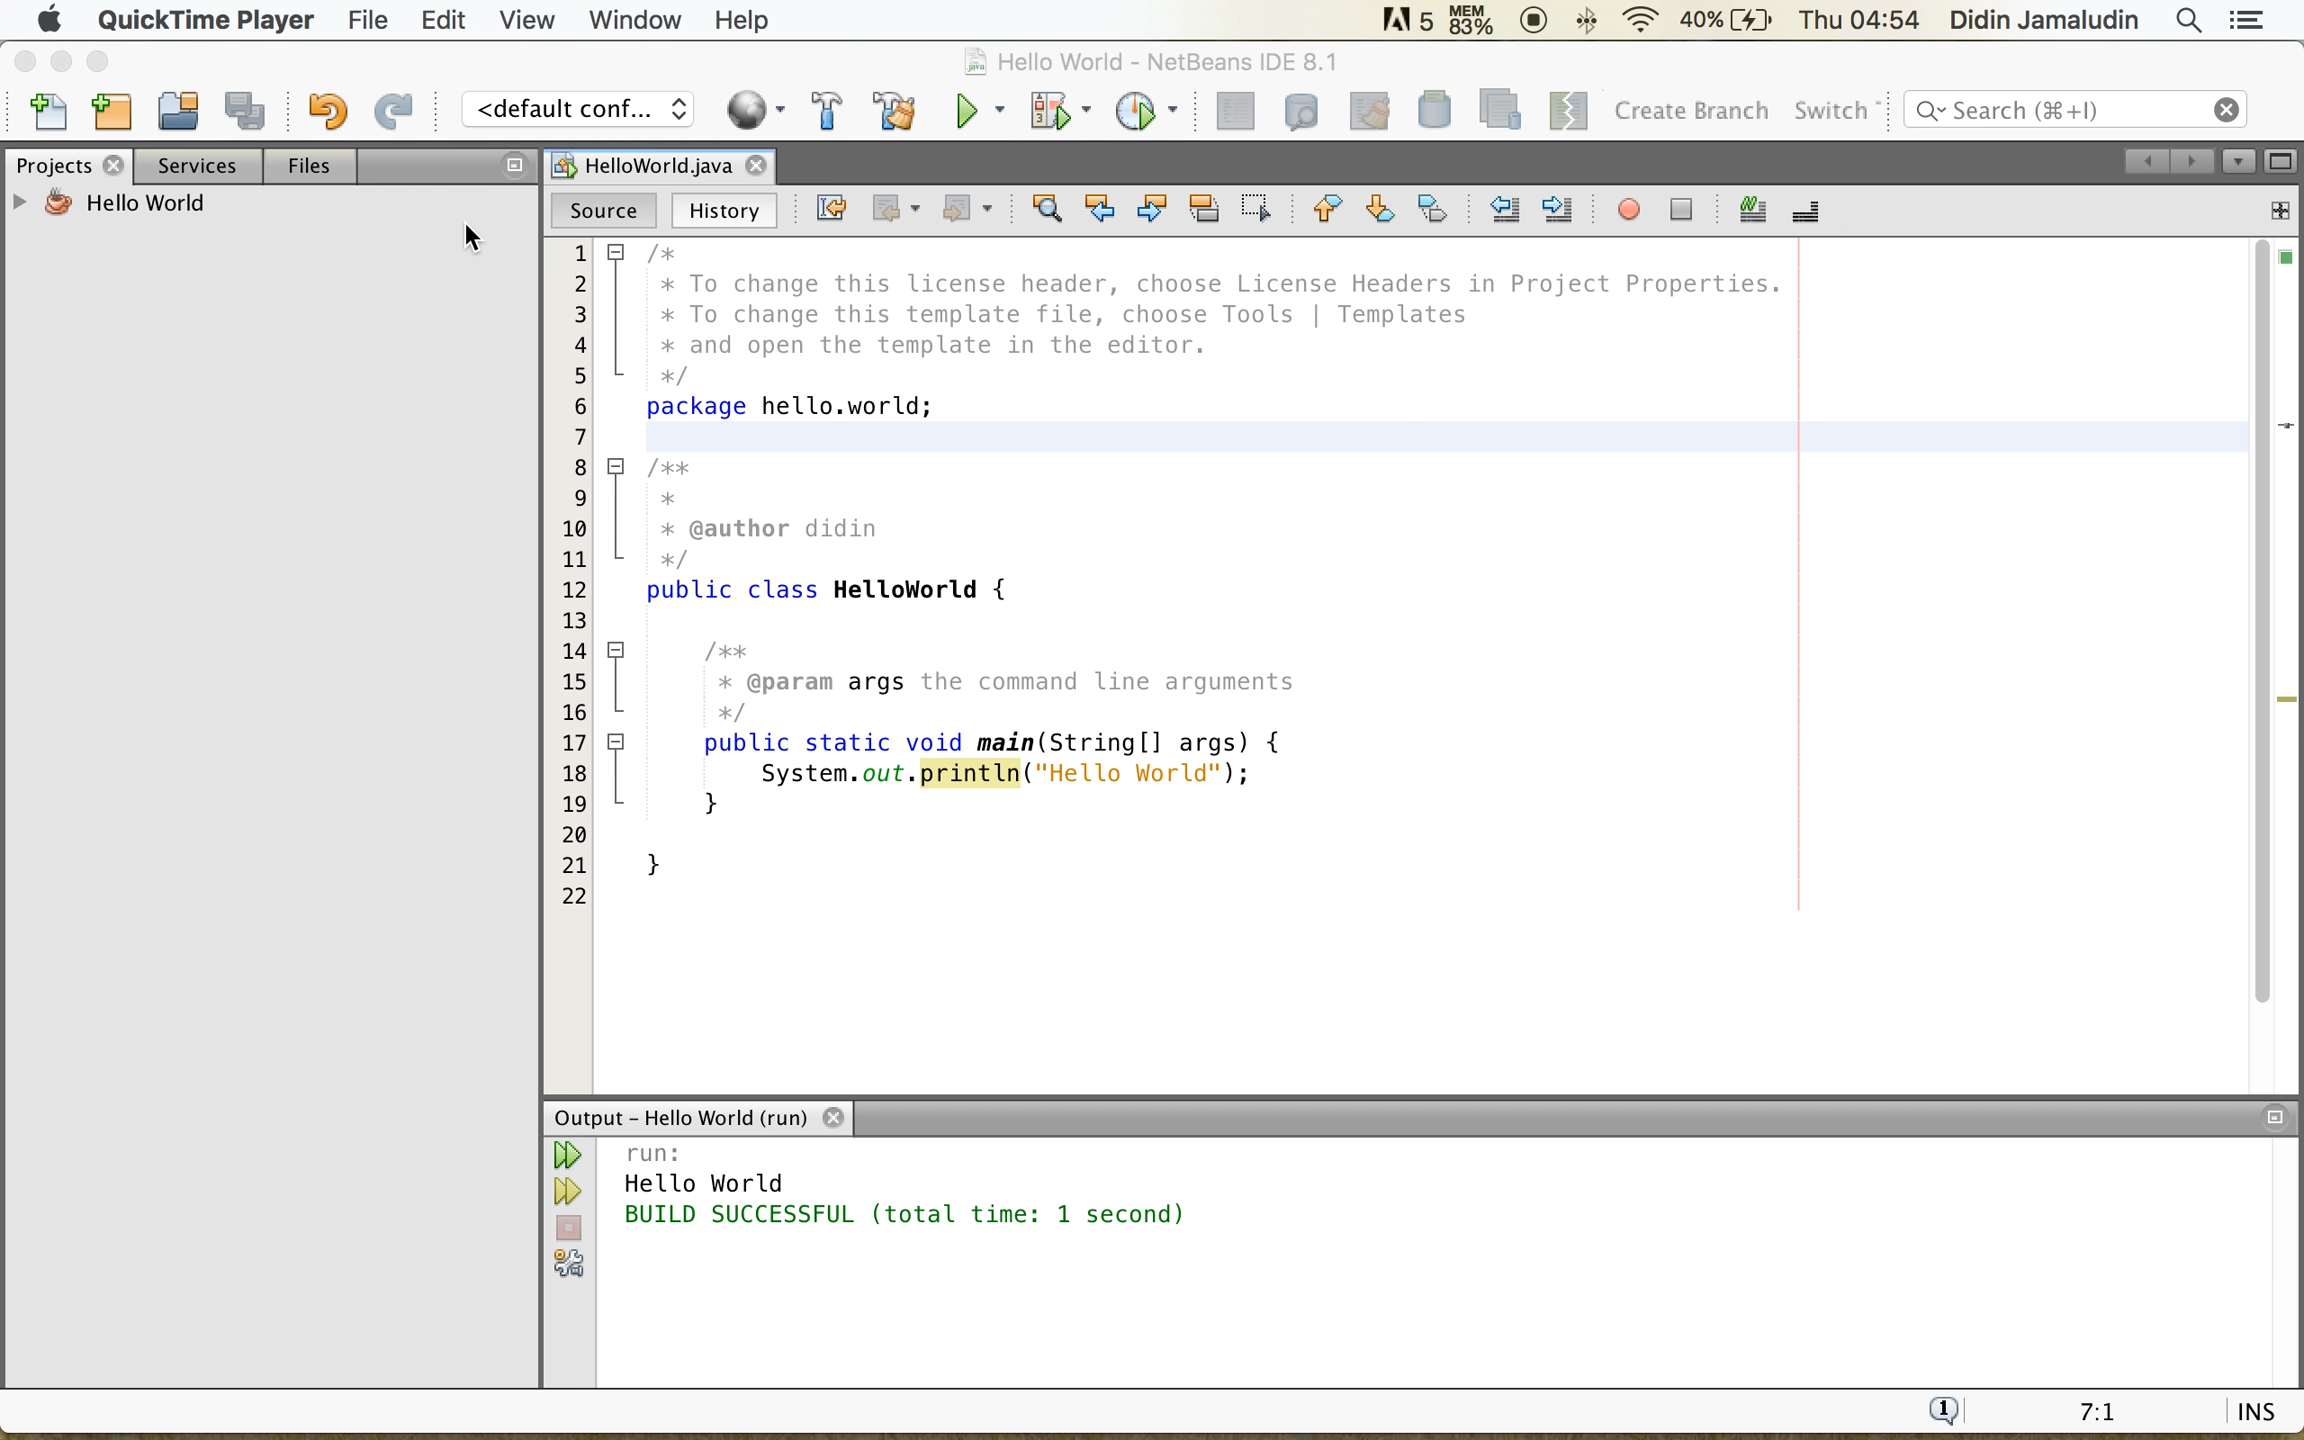 QuickTime Player File Edit View Window Help 5 MEM 83% 40% Thu 04:54 Didin Jamaludin
Hello World - NetBeans IDE 8.1
<default conf... Create Branch Switch Search (⌘+I)
Projects Services Files HelloWorld.java
Hello World
Source History
1 /*
2  * To change this license header, choose License Headers in Project Properties.
3  * To change this template file, choose Tools | Templates
4  * and open the template in the editor.
5  */
6 package hello.world;
7
8 /**
9  *
10  * @author didin
11  */
12 public class HelloWorld {
13
14     /**
15      * @param args the command line arguments
16      */
17     public static void main(String[] args) {
18         System.out.println("Hello World");
19     }
20
21 }
22
Output - Hello World (run)
run:
Hello World
BUILD SUCCESSFUL (total time: 1 second)
1 7:1 INS